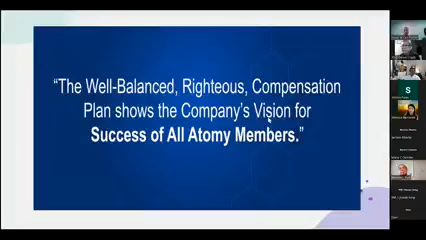 “The Well-Balanced, Righteous, Compensation
Plan shows the Company’s Vision for
Success of All Atomy Members.”
S